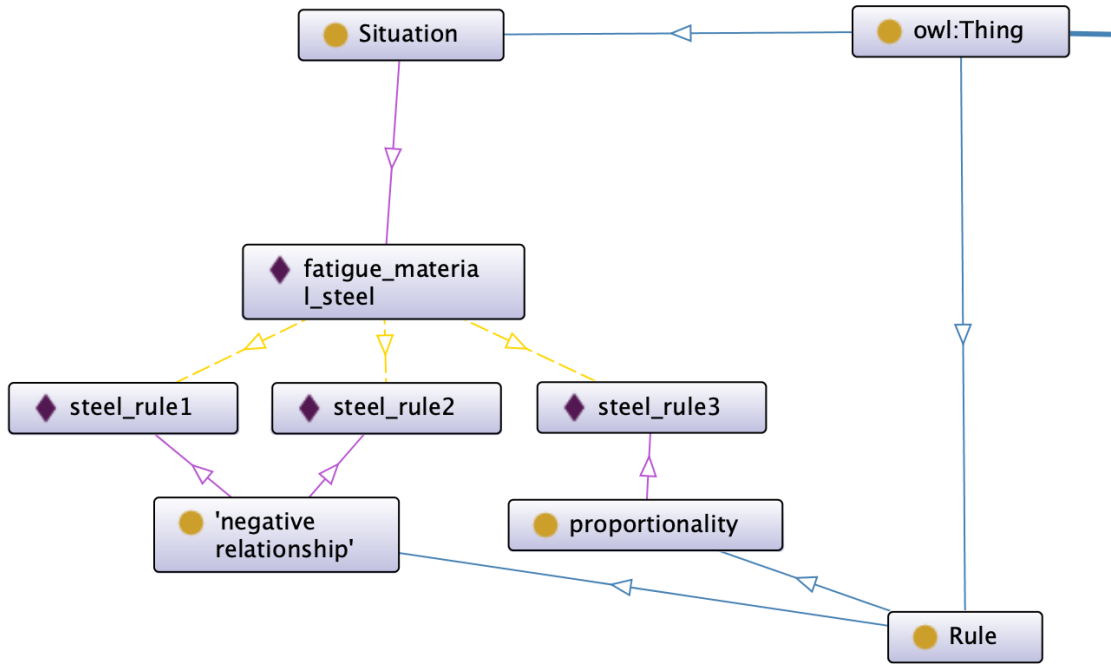 Situation
owl:Thing
fatigue_materia
l_steel
steel_rule1
steel_rule2
steel_rule3
'negative
relationship'
proportionality
Rule